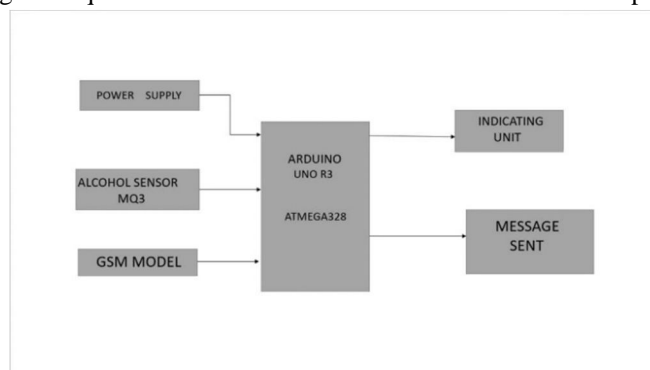 POWER SUPPLY
ALCOHOL SENSOR
MQ3
GSM MODEL
ARDUINO
UNO R3
ATMEGA328
INDICATING
UNIT
MESSAGE
SENT